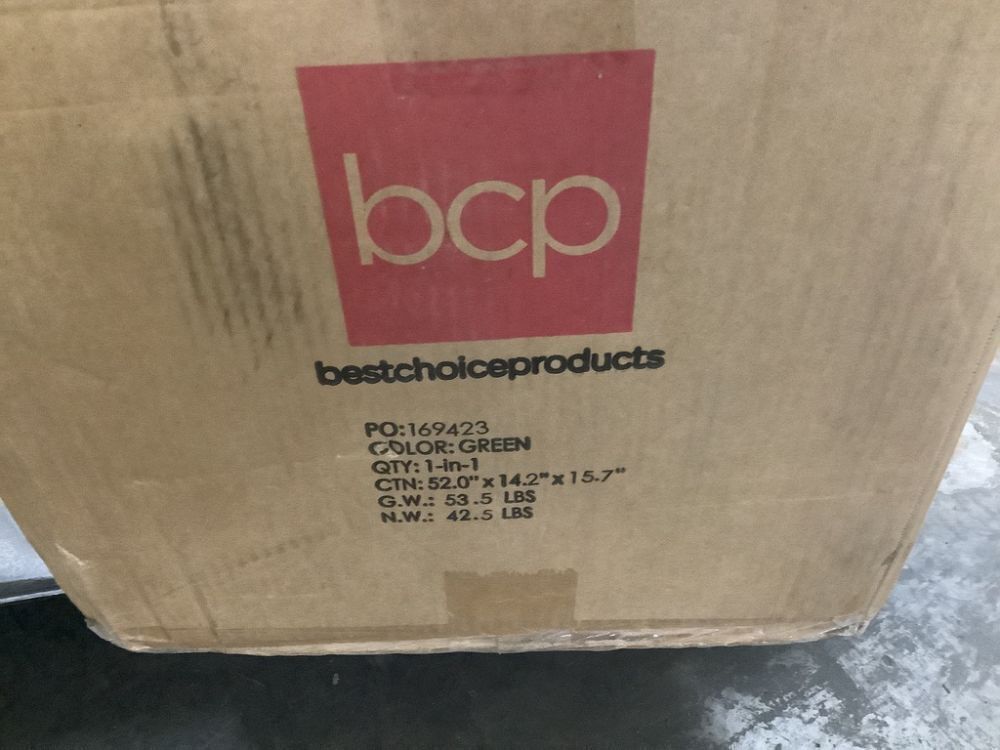 bcp
bestchoiceproducts
PO:169423
COLOR: GREEN
QTY: 1-in-1
CTN: 52.0" x 14.2" x 15.7"
G.W.: 53.5 LBS
N.W.: 42.5 LBS